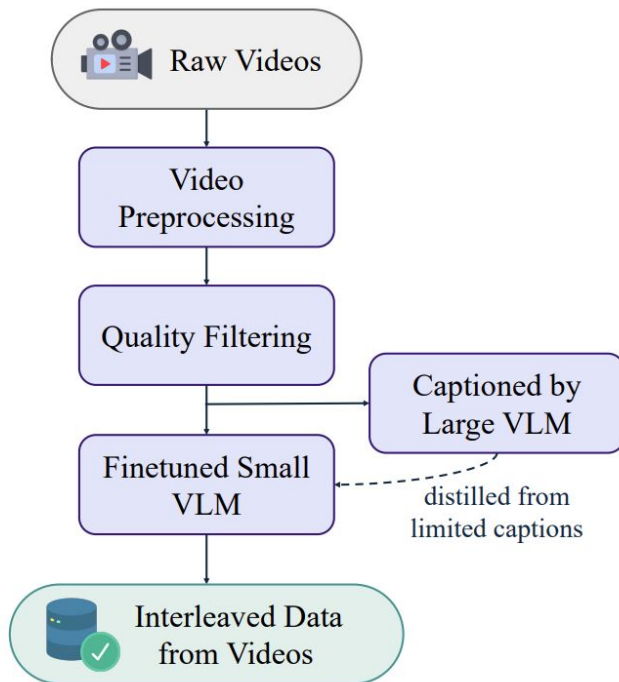 Raw Videos
Video
Preprocessing
Quality Filtering
Captioned by
Large VLM
Finetuned Small
VLM
distilled from
limited captions
Interleaved Data
from Videos